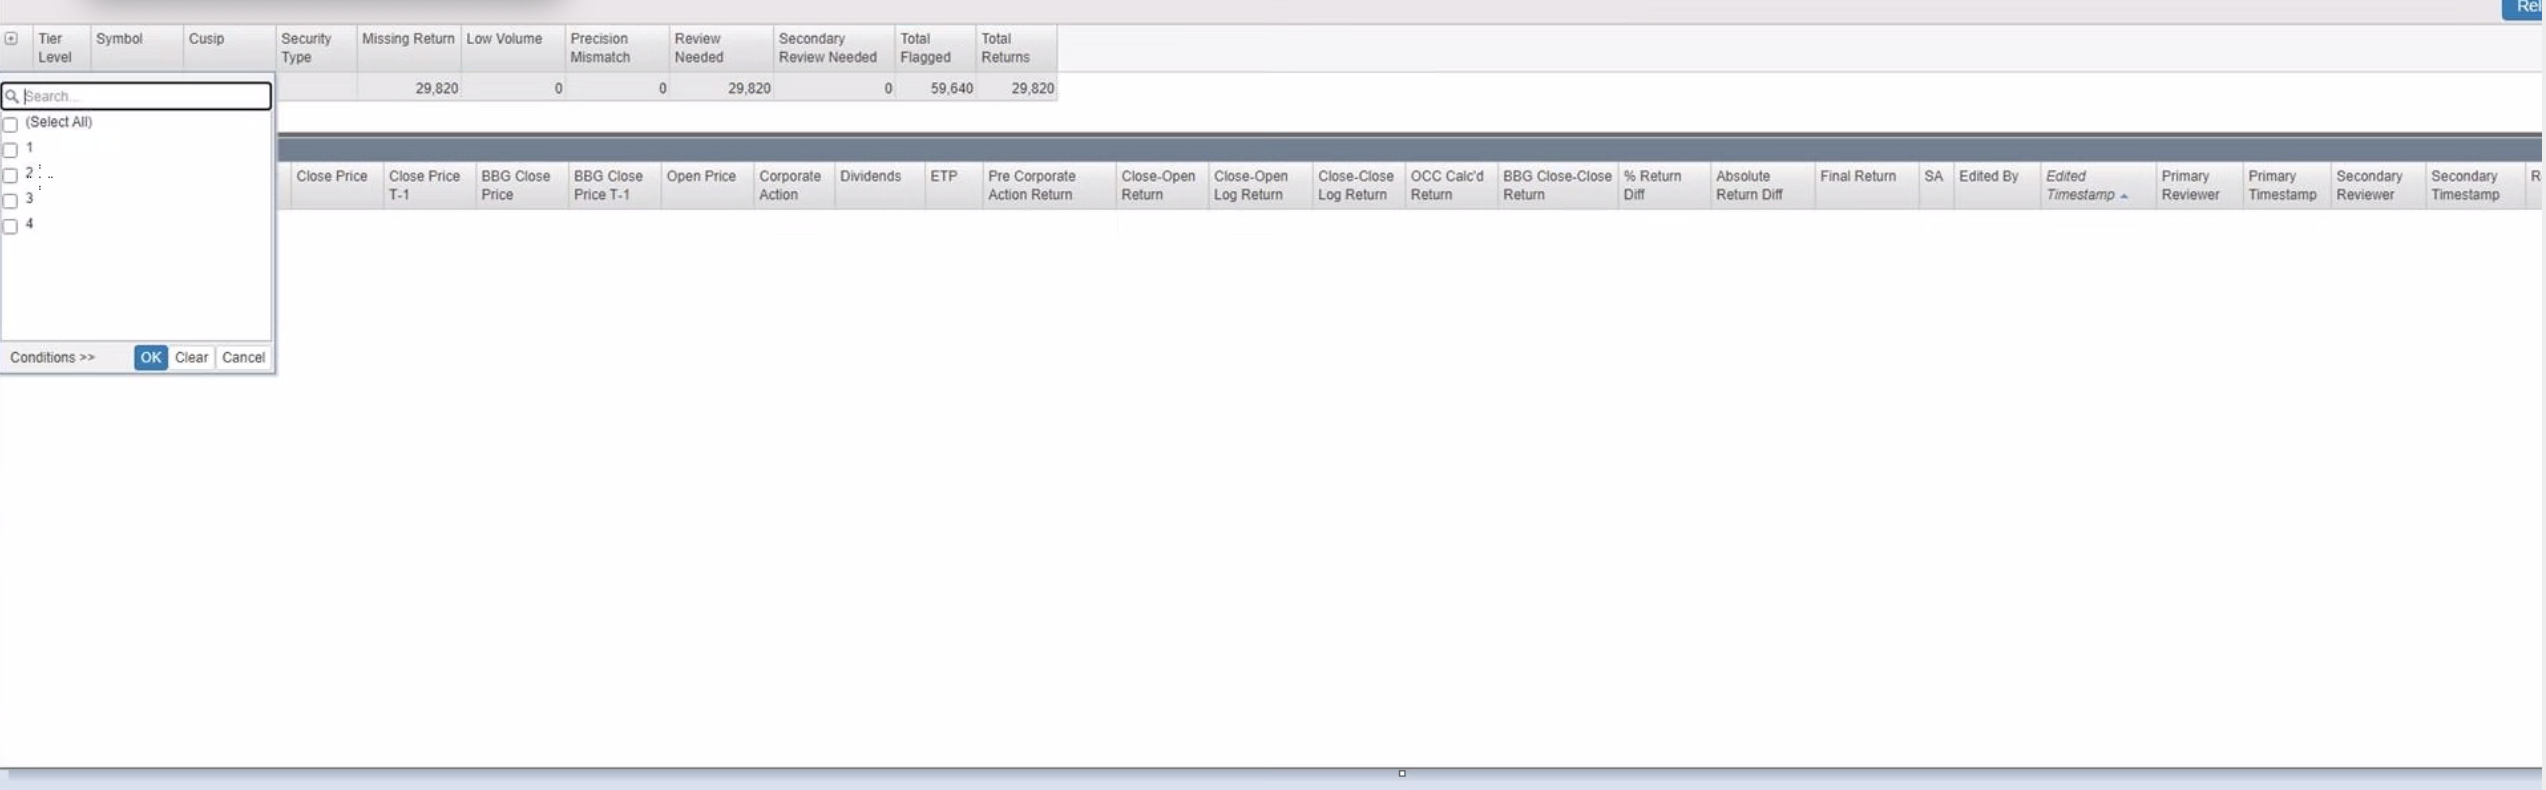 Rel
Tier Level Symbol Cusip Security Type Missing Return Low Volume Precision Mismatch Review Needed Secondary Review Needed Total Flagged Total Returns
29,820 0 0 29,820 0 59,640 29,820
Search...
(Select All)
1
2
3
4
Conditions >> OK Clear Cancel
Close Price Close Price T-1 BBG Close Price BBG Close Price T-1 Open Price Corporate Action Dividends ETP Pre Corporate Action Return Close-Open Return Close-Open Log Return Close-Close Log Return OCC Calc'd Return BBG Close-Close Return % Return Diff Absolute Return Diff Final Return SA Edited By Edited Timestamp Primary Reviewer Primary Timestamp Secondary Reviewer Secondary Timestamp R